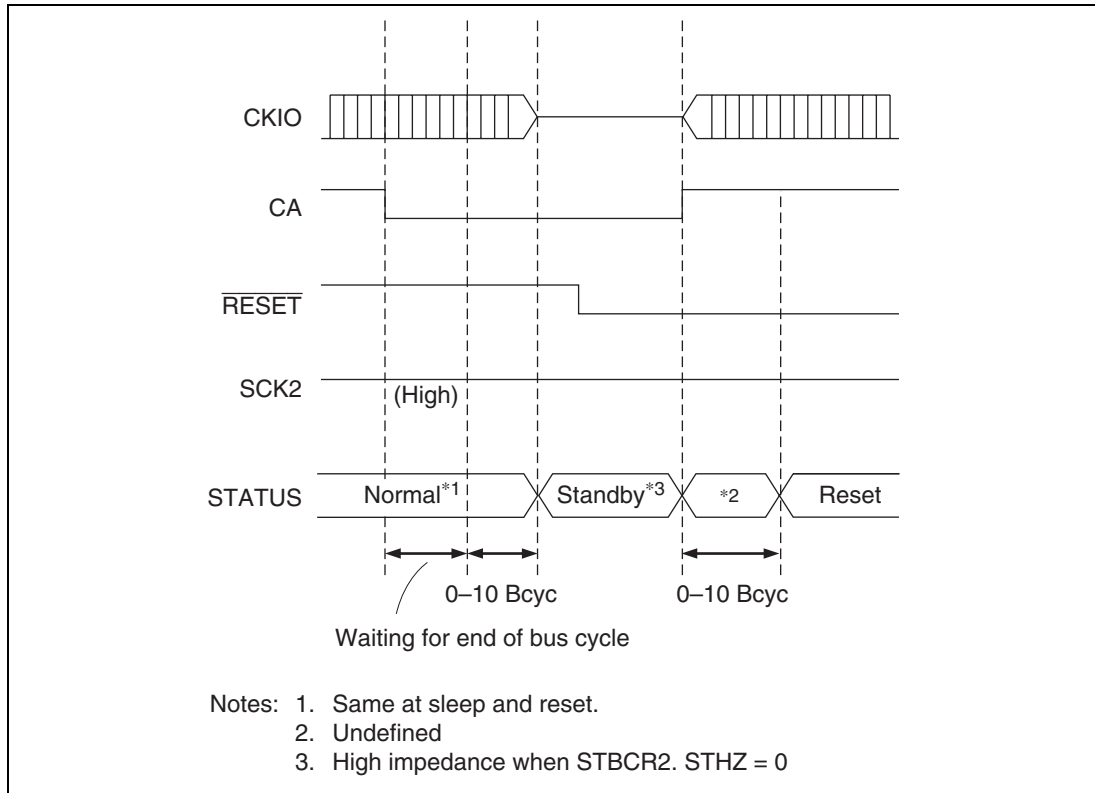 CKIO
CA
RESET
SCK2
(High)
STATUS
Normal*1
Standby*3
*2
Reset
0–10 Bcyc
0–10 Bcyc
Waiting for end of bus cycle
Notes: 1. Same at sleep and reset.
2. Undefined
3. High impedance when STBCR2. STHZ = 0